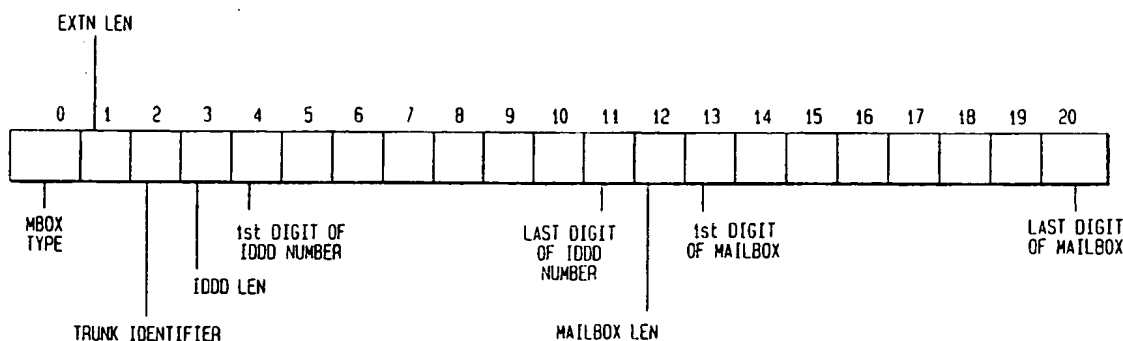 EXTN LEN
0 1 2 3 4 5 6 7 8 9 10 11 12 13 14 15 16 17 18 19 20
MBOX
TYPE
1st DIGIT OF
IDDD NUMBER
LAST DIGIT
OF IDDD
NUMBER
1st DIGIT
OF MAILBOX
LAST DIGIT
OF MAILBOX
IDDD LEN
TRUNK IDENTIFIER
MAILBOX LEN